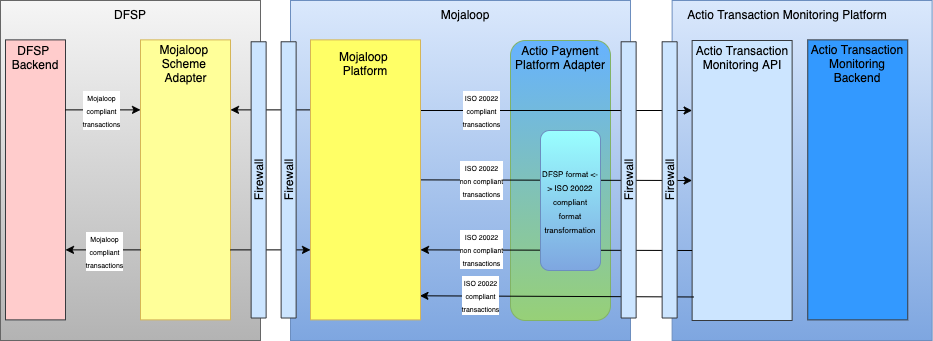 DFSP
Mojaloop
Actio Transaction Monitoring Platform
DFSP
Backend
Mojaloop
Scheme
Adapter
Mojaloop
Platform
Actio Payment
Platform Adapter
Actio Transaction
Monitoring API
Actio Transaction
Monitoring
Backend
Mojaloop
compliant
transactions
ISO 20022
compliant
transactions
Firewall
Firewall
Firewall
Firewall
ISO 20022
non compliant
transactions
DFSP format <-
> ISO 20022
compliant
format
transformation
Mojaloop
compliant
transactions
ISO 20022
non compliant
transactions
ISO 20022
compliant
transactions